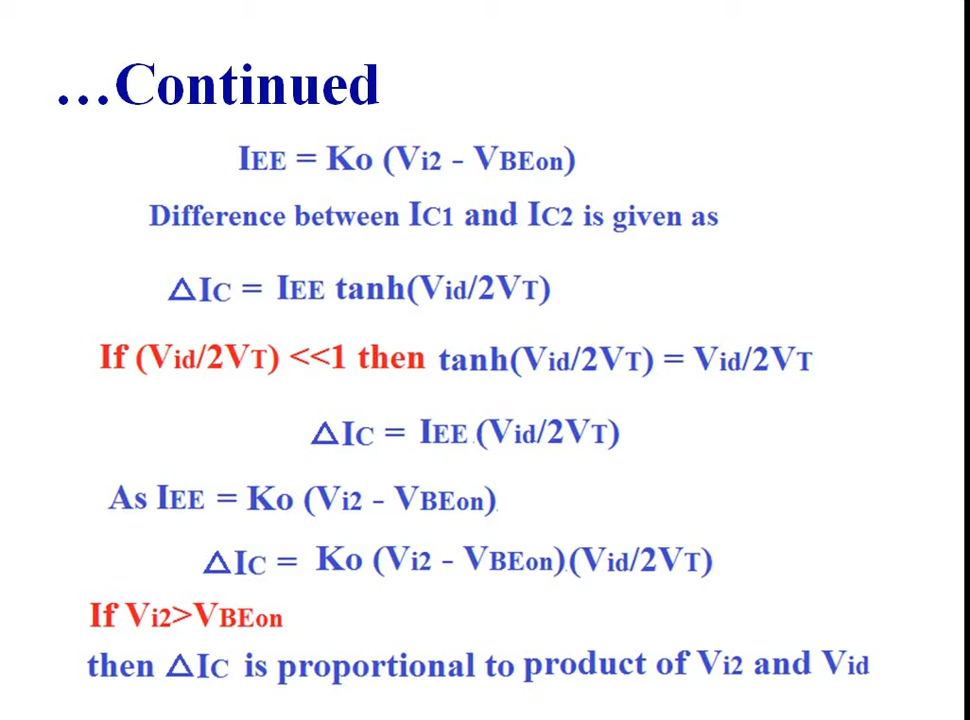 …Continued
IEE = Ko (Vi2 - VBEon)
Difference between IC1 and IC2 is given as
△IC = IEE tanh(Vid/2VT)
If (Vid/2VT) <<1 then tanh(Vid/2VT) = Vid/2VT
△IC = IEE (Vid/2VT)
As IEE = Ko (Vi2 - VBEon)
△IC = Ko (Vi2 - VBEon)(Vid/2VT)
If Vi2>VBEon
then △IC is proportional to product of Vi2 and Vid